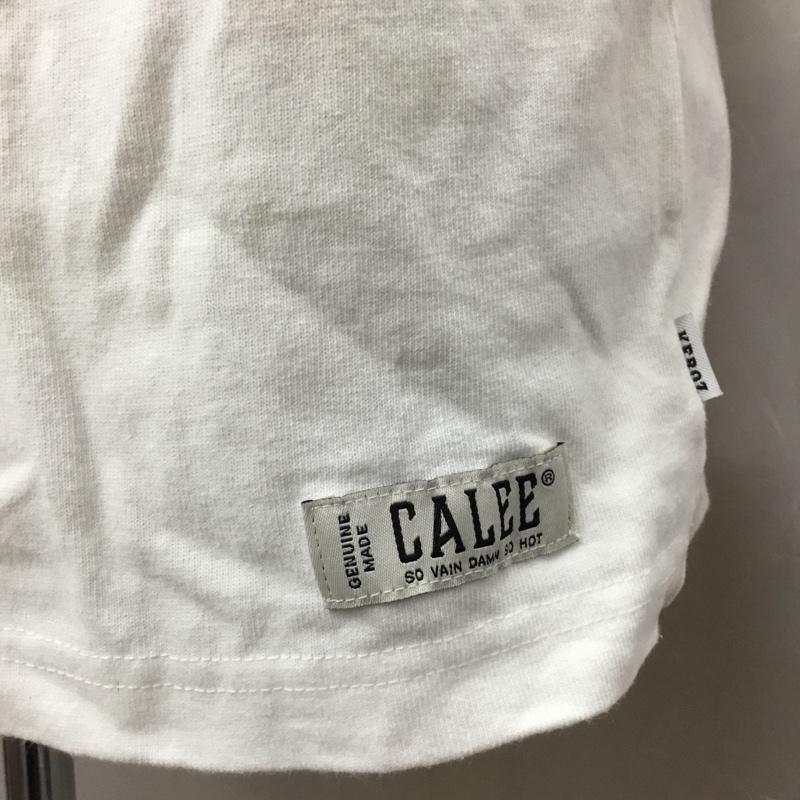 GENUINE
MADE
CALEE®
SO VAIN DAMN SO HOT